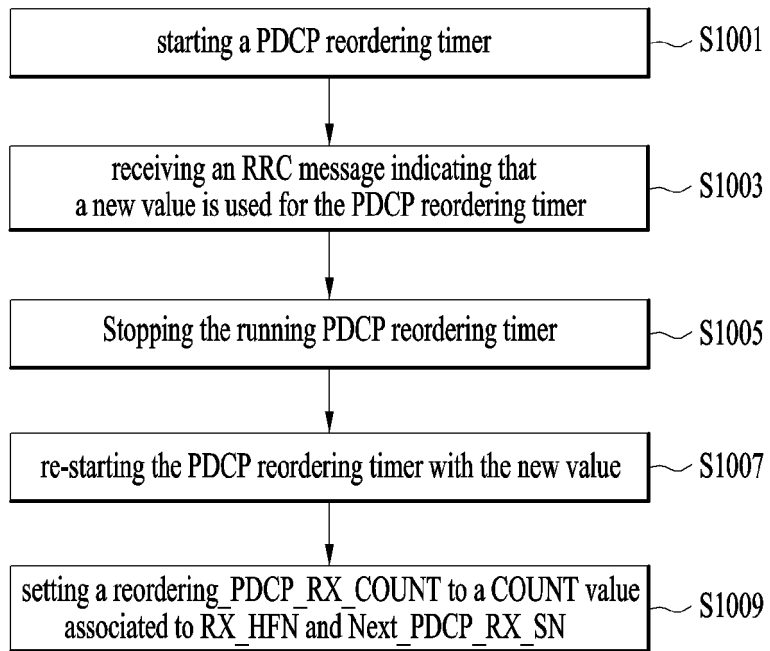 starting a PDCP reordering timer
S1001
receiving an RRC message indicating that
a new value is used for the PDCP reordering timer
S1003
Stopping the running PDCP reordering timer
S1005
re-starting the PDCP reordering timer with the new value
S1007
setting a reordering_PDCP_RX_COUNT to a COUNT value
associated to RX_HFN and Next_PDCP_RX_SN
S1009